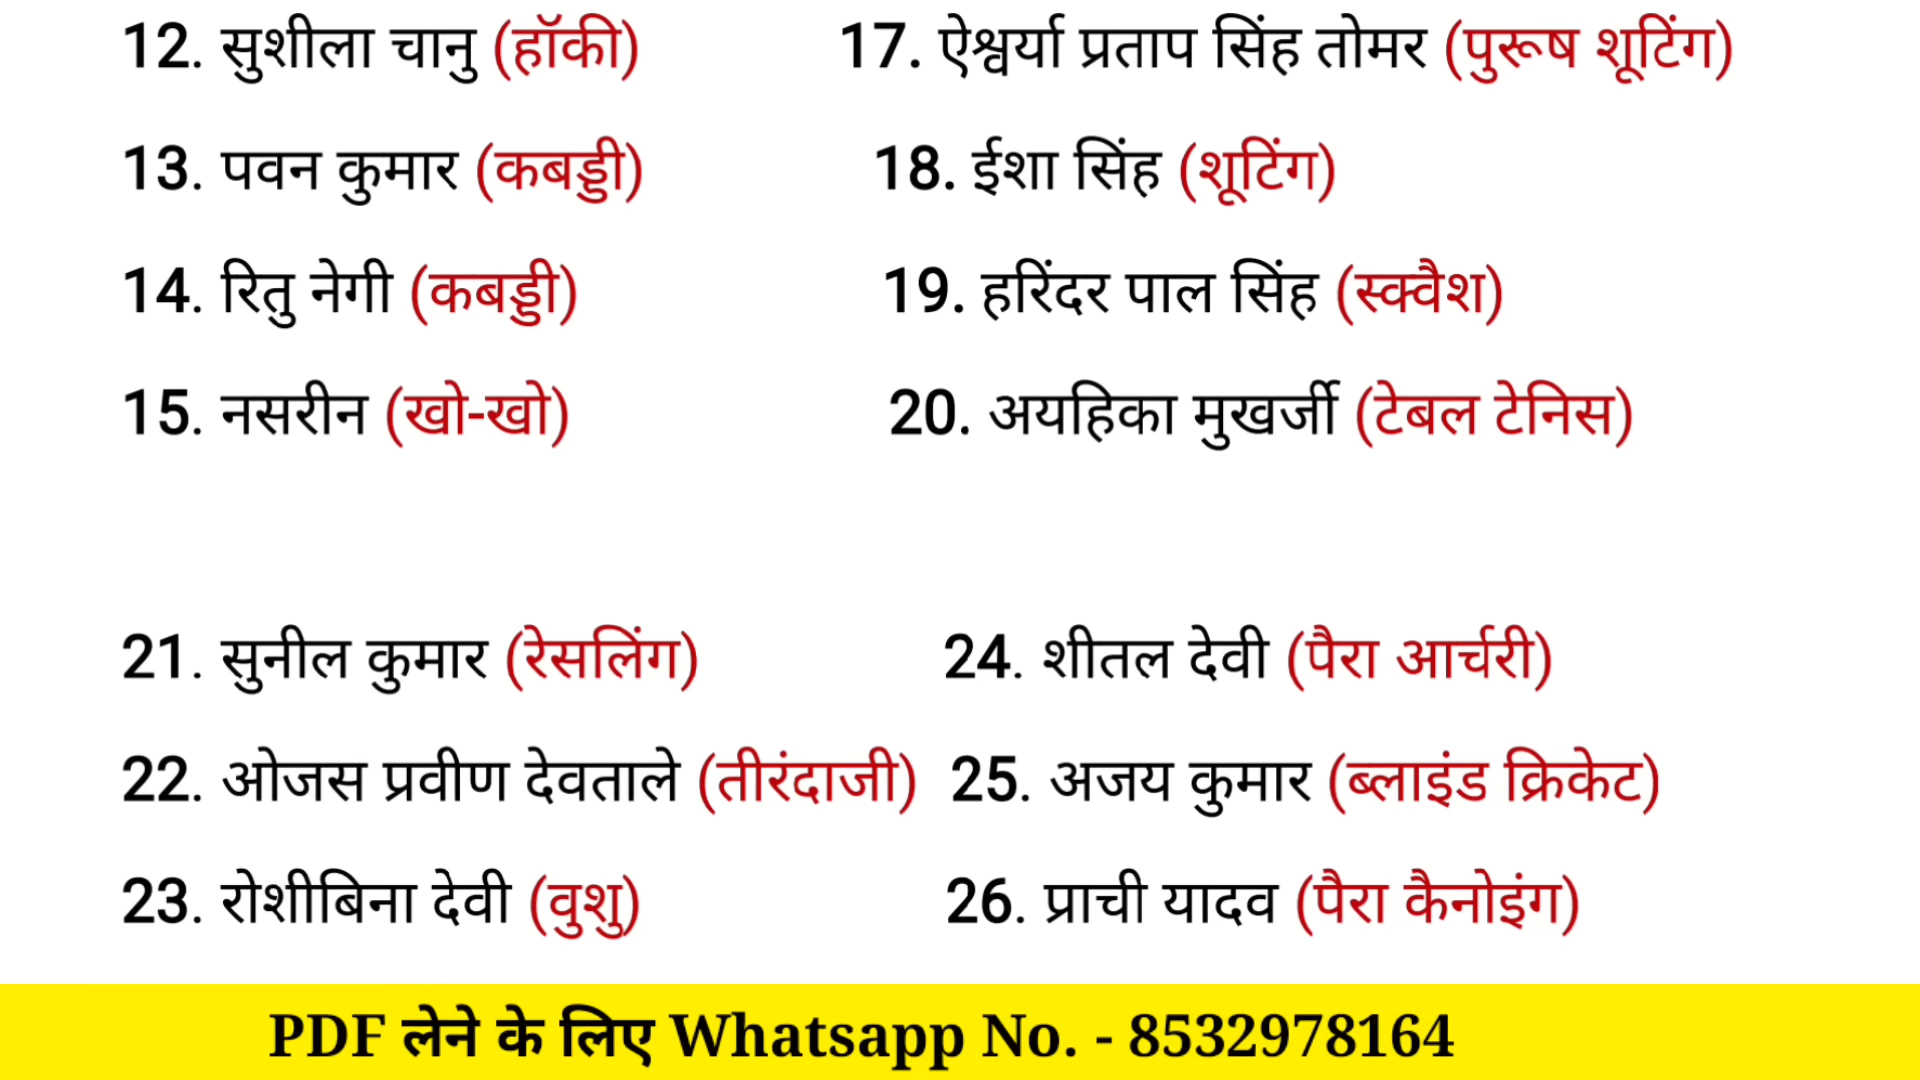 12. सुशीला चानु (हॉकी) 17. ऐश्वर्या प्रताप सिंह तोमर (पुरूष शूटिंग)
13. पवन कुमार (कबड्डी) 18. ईशा सिंह (शूटिंग)
14. रितु नेगी (कबड्डी) 19. हरिंदर पाल सिंह (स्क्वैश)
15. नसरीन (खो-खो) 20. अयहिका मुखर्जी (टेबल टेनिस)
21. सुनील कुमार (रेसलिंग) 24. शीतल देवी (पैरा आर्चरी)
22. ओजस प्रवीण देवताले (तीरंदाजी) 25. अजय कुमार (ब्लाइंड क्रिकेट)
23. रोशीबिना देवी (वुशु) 26. प्राची यादव (पैरा कैनोइंग)
PDF लेने के लिए Whatsapp No. - 8532978164